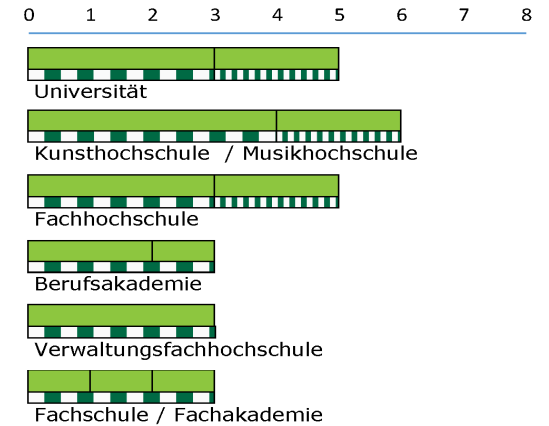 0 1 2 3 4 5 6 7 8
Universität
Kunsthochschule / Musikhochschule
Fachhochschule
Berufsakademie
Verwaltungsfachhochschule
Fachschule / Fachakademie